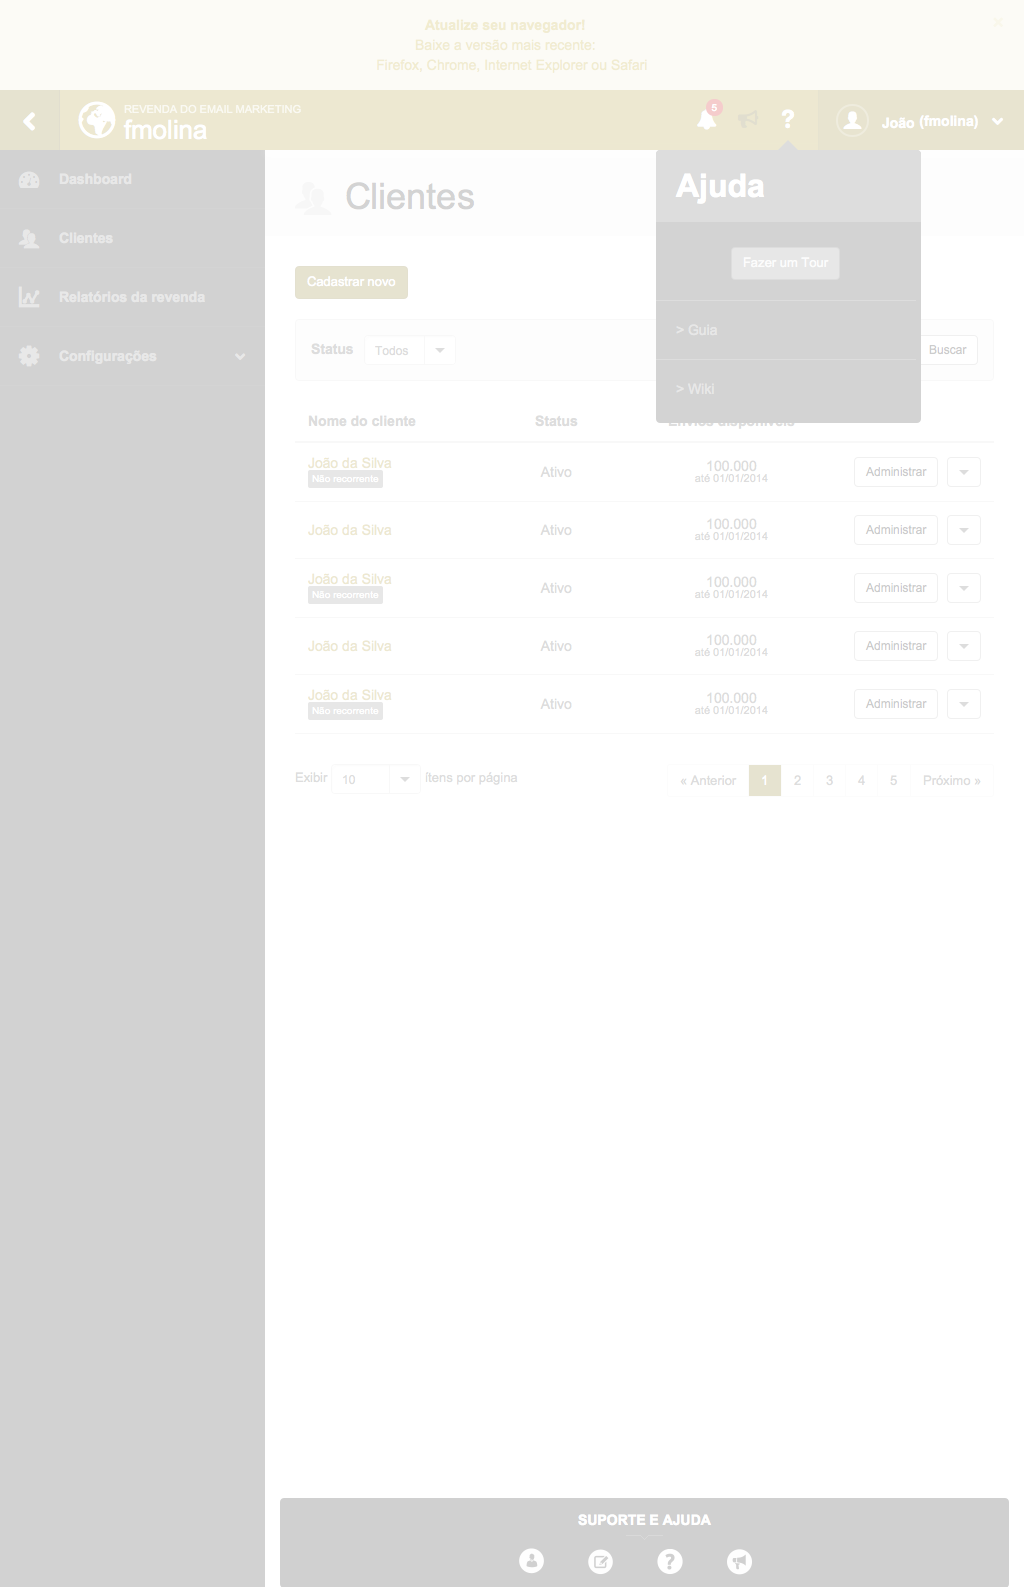 Atualize seu navegador!
Baixe a versão mais recente:
Firefox, Chrome, Internet Explorer ou Safari
×
REVENDA DO EMAIL MARKETING
fmolina
5
?
João (fmolina)
Dashboard
Clientes
Relatórios da revenda
Configurações
Clientes
Ajuda
Fazer um Tour
> Guia
> Wiki
Cadastrar novo
Status
Todos
Buscar
Nome do cliente Status Envios disponíveis
João da Silva
Não recorrente
Ativo
100.000
até 01/01/2014
Administrar
João da Silva
Ativo
100.000
até 01/01/2014
Administrar
João da Silva
Não recorrente
Ativo
100.000
até 01/01/2014
Administrar
João da Silva
Ativo
100.000
até 01/01/2014
Administrar
João da Silva
Não recorrente
Ativo
100.000
até 01/01/2014
Administrar
Exibir 10 ítens por página
« Anterior 1 2 3 4 5 Próximo »
SUPORTE E AJUDA
?